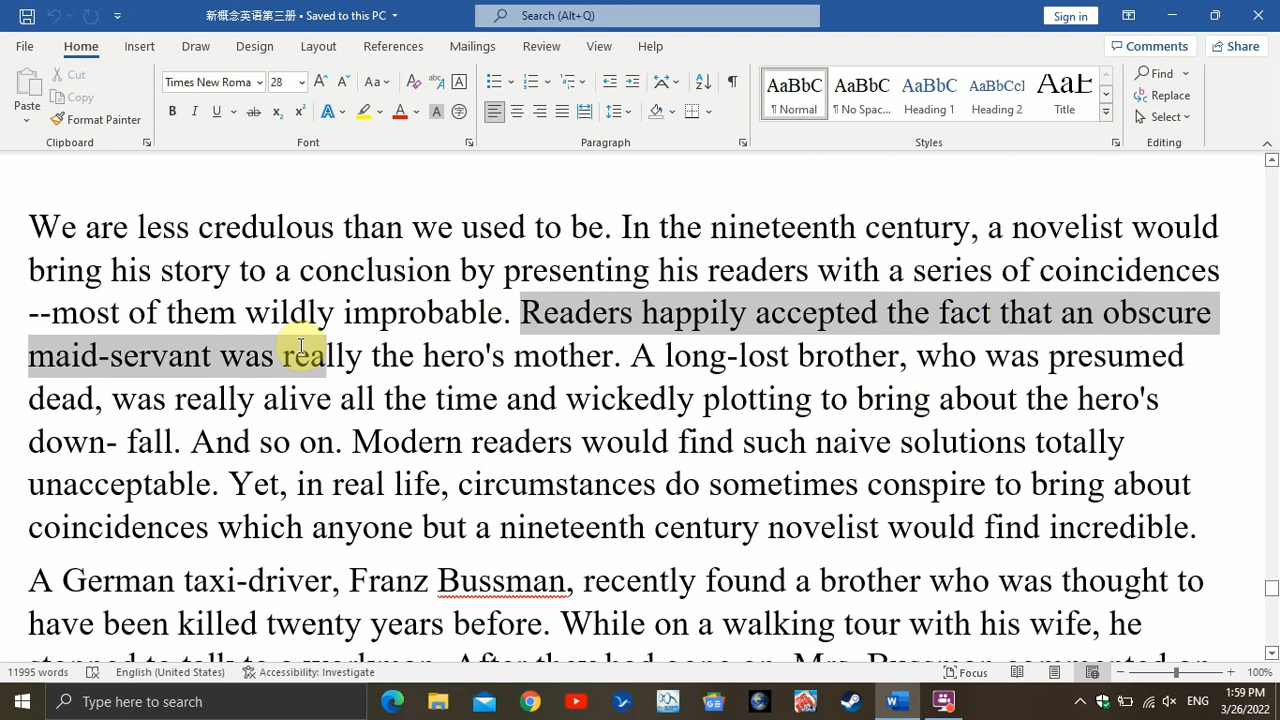 新概念英语第三册 • Saved to this PC
Search (Alt+Q)
Sign in
File Home Insert Draw Design Layout References Mailings Review View Help
Comments Share
Paste
Cut
Copy
Format Painter
Clipboard
Times New Roma 28
Font
Paragraph
AaBbC AaBbC AaBbC AaBbCcl AaB
¶ Normal ¶ No Spac... Heading 1 Heading 2 Title
Styles
Find
Replace
Select
Editing
We are less credulous than we used to be. In the nineteenth century, a novelist would
bring his story to a conclusion by presenting his readers with a series of coincidences
--most of them wildly improbable. Readers happily accepted the fact that an obscure
maid-servant was really the hero's mother. A long-lost brother, who was presumed
dead, was really alive all the time and wickedly plotting to bring about the hero's
down- fall. And so on. Modern readers would find such naive solutions totally
unacceptable. Yet, in real life, circumstances do sometimes conspire to bring about
coincidences which anyone but a nineteenth century novelist would find incredible.
A German taxi-driver, Franz Bussman, recently found a brother who was thought to
have been killed twenty years before. While on a walking tour with his wife, he
11995 words English (United States) Accessibility: Investigate Focus 100%
Type here to search
ENG
1:59 PM
3/26/2022